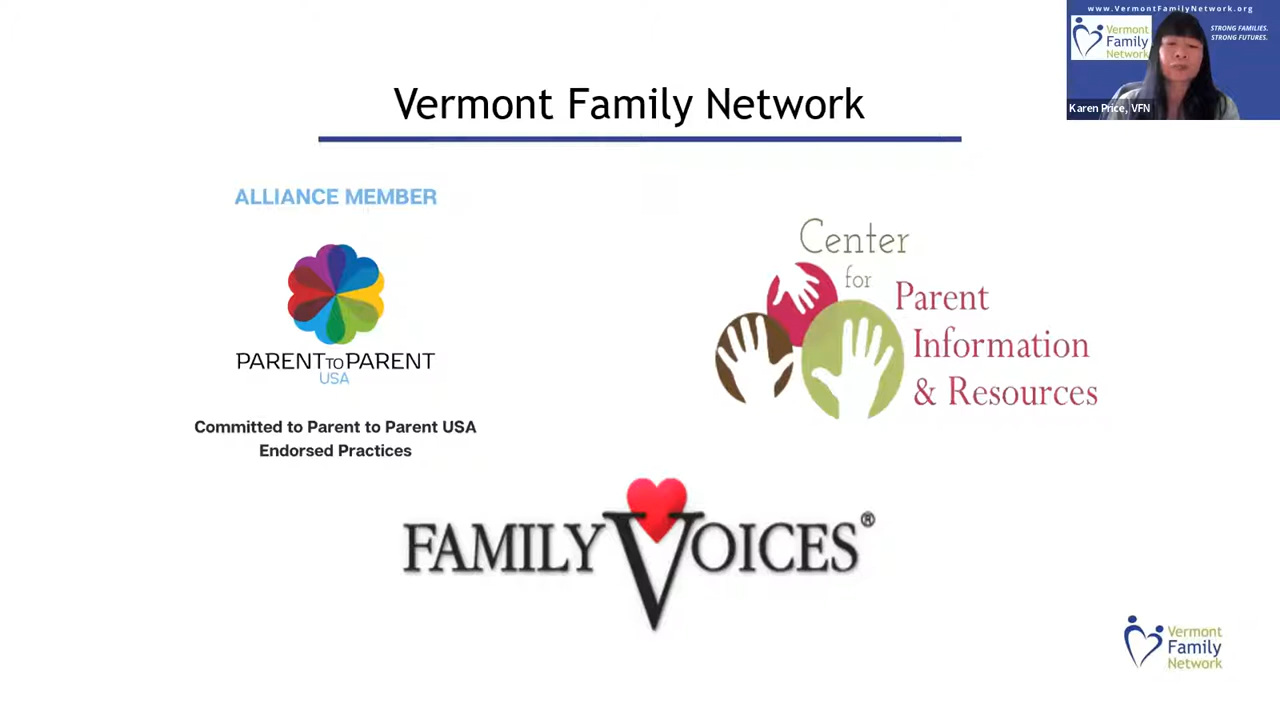 www.VermontFamilyNetwork.org
Vermont
Family
Network
STRONG FAMILIES.
STRONG FUTURES.
Karen Price, VFN
Vermont Family Network
ALLIANCE MEMBER
PARENT TO PARENT
USA
Committed to Parent to Parent USA
Endorsed Practices
Center
for
Parent
Information
& Resources
FAMILY VOICES®
Vermont
Family
Network